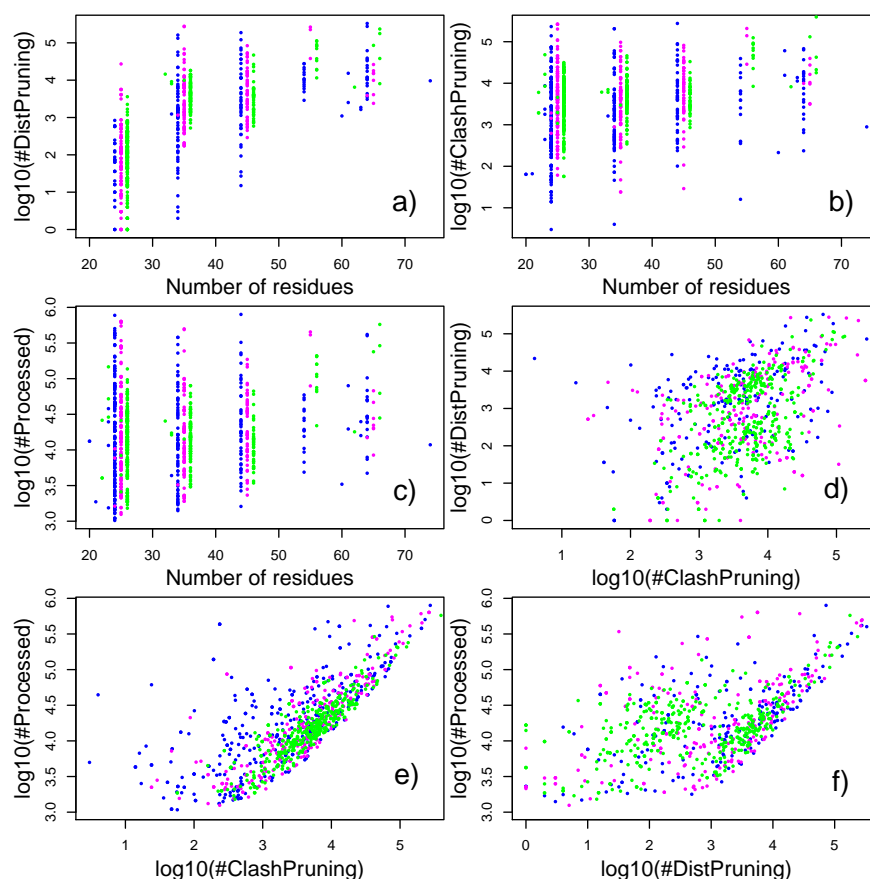 log10(#DistPruning)
0 1 2 3 4 5
a)
20 30 40 50 60 70
Number of residues
log10(#ClashPruning)
1 2 3 4 5
b)
20 30 40 50 60 70
Number of residues
log10(#Processed)
3.0 3.5 4.0 4.5 5.0 5.5 6.0
c)
20 30 40 50 60 70
Number of residues
log10(#DistPruning)
0 1 2 3 4 5
d)
1 2 3 4 5
log10(#ClashPruning)
log10(#Processed)
3.0 3.5 4.0 4.5 5.0 5.5 6.0
e)
1 2 3 4 5
log10(#ClashPruning)
log10(#Processed)
3.0 3.5 4.0 4.5 5.0 5.5 6.0
f)
0 1 2 3 4 5
log10(#DistPruning)